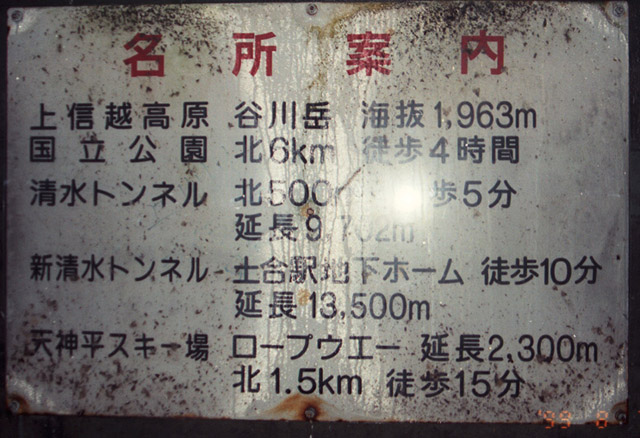 名所案内
上信越高原 谷川岳 海抜1,963m
国立公園 北6km 徒歩4時間
清水トンネル 北500 歩5分
延長9,702m
新清水トンネル 土合駅地下ホーム 徒歩10分
延長13,500m
天神平スキー場 ロープウエー 延長2,300m
北1.5km 徒歩15分